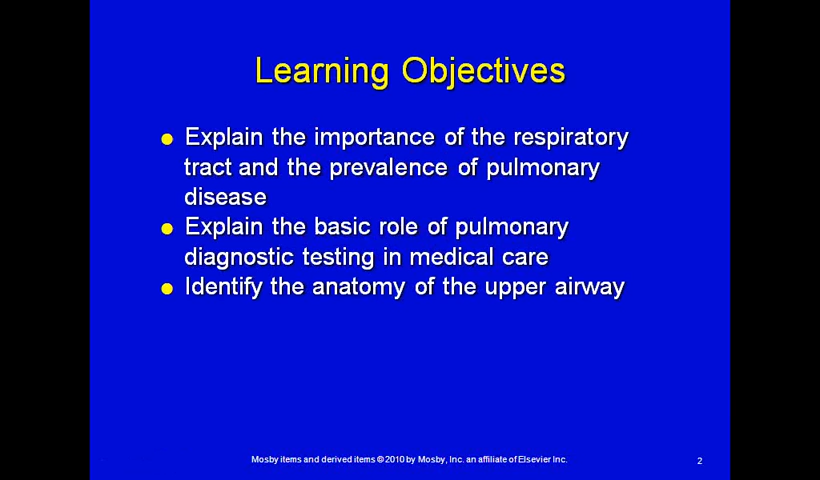 Learning Objectives
● Explain the importance of the respiratory
tract and the prevalence of pulmonary
disease
● Explain the basic role of pulmonary
diagnostic testing in medical care
● Identify the anatomy of the upper airway
Mosby items and derived items © 2010 by Mosby, Inc. an affiliate of Elsevier Inc.
2